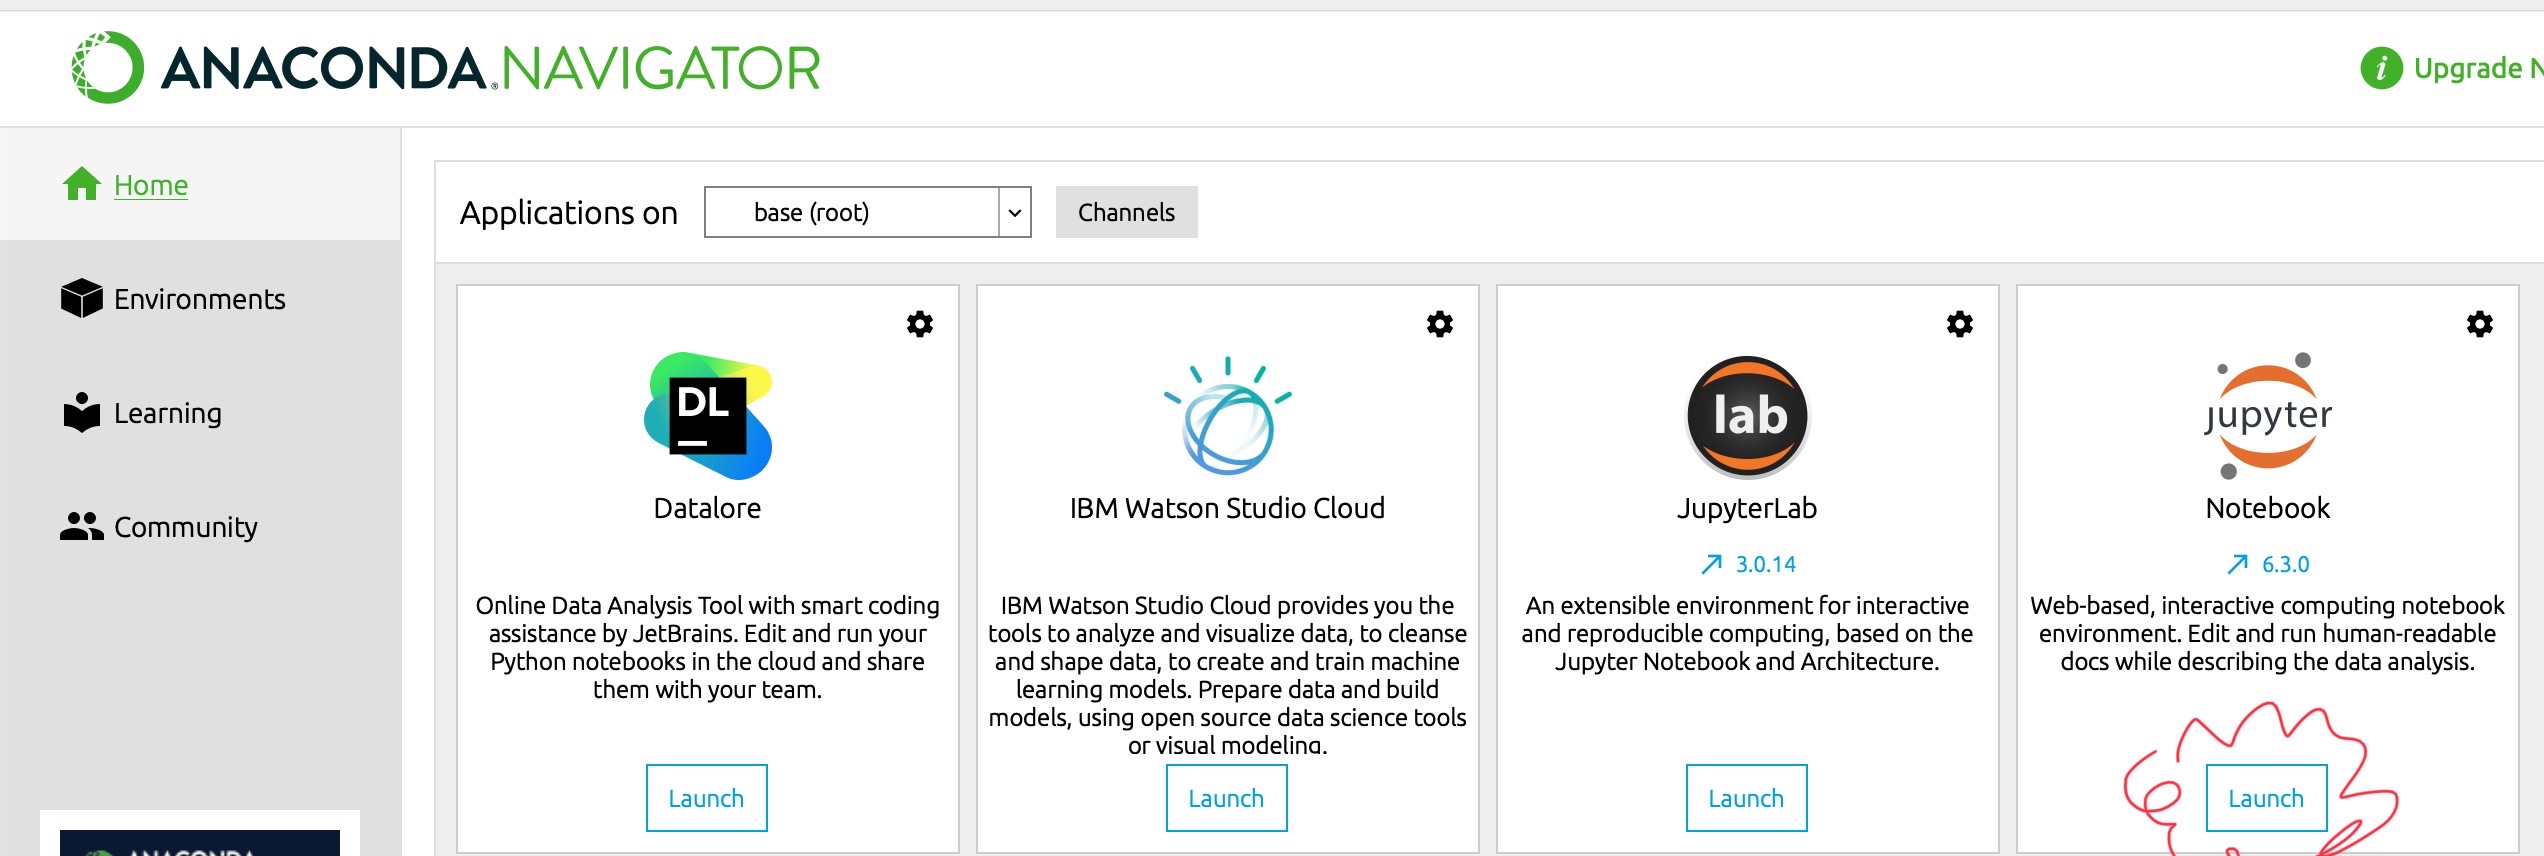 ANACONDA.NAVIGATOR
i Upgrade N
Home
Applications on base (root) Channels
Environments
Learning
Community
DL
Datalore
Online Data Analysis Tool with smart coding
assistance by JetBrains. Edit and run your
Python notebooks in the cloud and share
them with your team.
Launch
IBM Watson Studio Cloud
IBM Watson Studio Cloud provides you the
tools to analyze and visualize data, to cleanse
and shape data, to create and train machine
learning models. Prepare data and build
models, using open source data science tools
or visual modeling.
Launch
lab
JupyterLab
3.0.14
An extensible environment for interactive
and reproducible computing, based on the
Jupyter Notebook and Architecture.
Launch
jupyter
Notebook
6.3.0
Web-based, interactive computing notebook
environment. Edit and run human-readable
docs while describing the data analysis.
Launch
ANACONDA